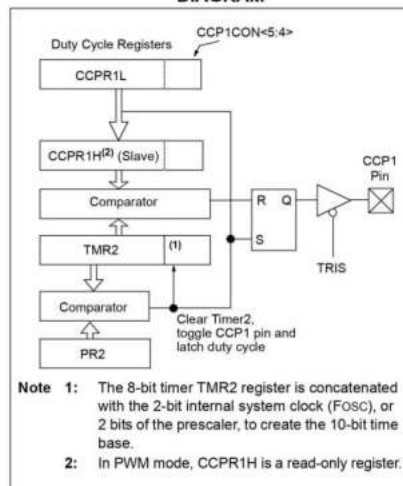 DIAGRAM
CCP1CON<5:4>
Duty Cycle Registers
CCPR1L
CCPR1H(2) (Slave)
CCP1
Pin
Comparator
R Q
TMR2
(1)
S
TRIS
Comparator
Clear Timer2,
toggle CCP1 pin and
latch duty cycle
PR2
Note 1: The 8-bit timer TMR2 register is concatenated
with the 2-bit internal system clock (FOSC), or
2 bits of the prescaler, to create the 10-bit time
base.
2: In PWM mode, CCPR1H is a read-only register.